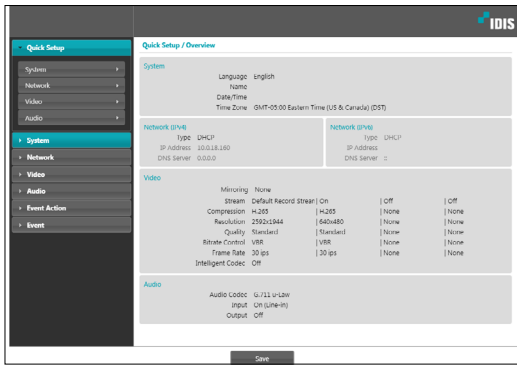 IDIS
Quick Setup
System
Network
Video
Audio
System
Network
Video
Audio
Event Action
Event
Quick Setup / Overview
System
Language English
Name
Date/Time
Time Zone GMT-05:00 Eastern Time (US & Canada) (DST)
Network (IPv4)
Type DHCP
IP Address 10.0.18.160
DNS Server 0.0.0.0
Network (IPv6)
Type DHCP
IP Address
DNS Server ::
Video
Mirroring None
Stream Default Record Strear | On | Off | Off
Compression H.265 | H.265 | None | None
Resolution 2592x1944 | 640x480 | None | None
Quality Standard | Standard | None | None
Bitrate Control VBR | VBR | None | None
Frame Rate 30 ips | 30 ips | None | None
Intelligent Codec Off
Audio
Audio Codec G.711 u-Law
Input On (Line-in)
Output Off
Save